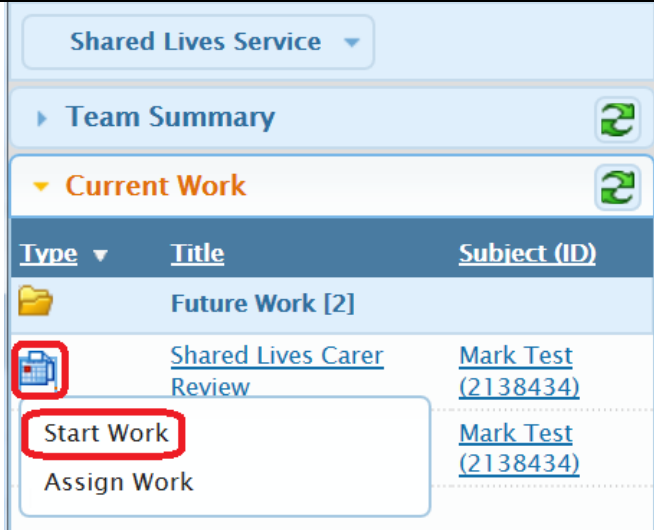 Shared Lives Service
Team Summary
Current Work
Type Title Subject (ID)
Future Work [2]
Shared Lives Carer Mark Test
Review (2138434)
Start Work Mark Test
(2138434)
Assign Work